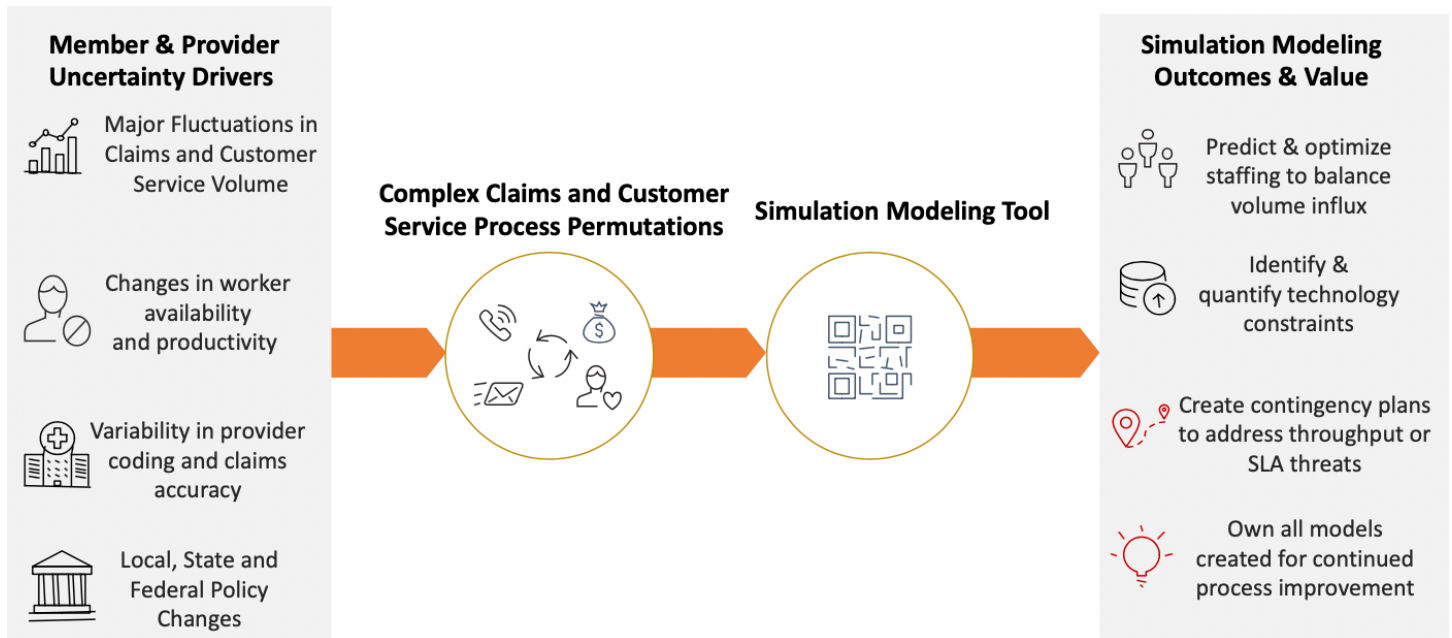 Member & Provider
Uncertainty Drivers
Major Fluctuations in
Claims and Customer
Service Volume
Changes in worker
availability
and productivity
Variability in provider
coding and claims
accuracy
Local, State and
Federal Policy
Changes
Complex Claims and Customer
Service Process Permutations
$
Simulation Modeling Tool
Simulation Modeling
Outcomes & Value
Predict & optimize
staffing to balance
volume influx
Identify &
quantify technology
constraints
Create contingency plans
to address throughput or
SLA threats
Own all models
created for continued
process improvement